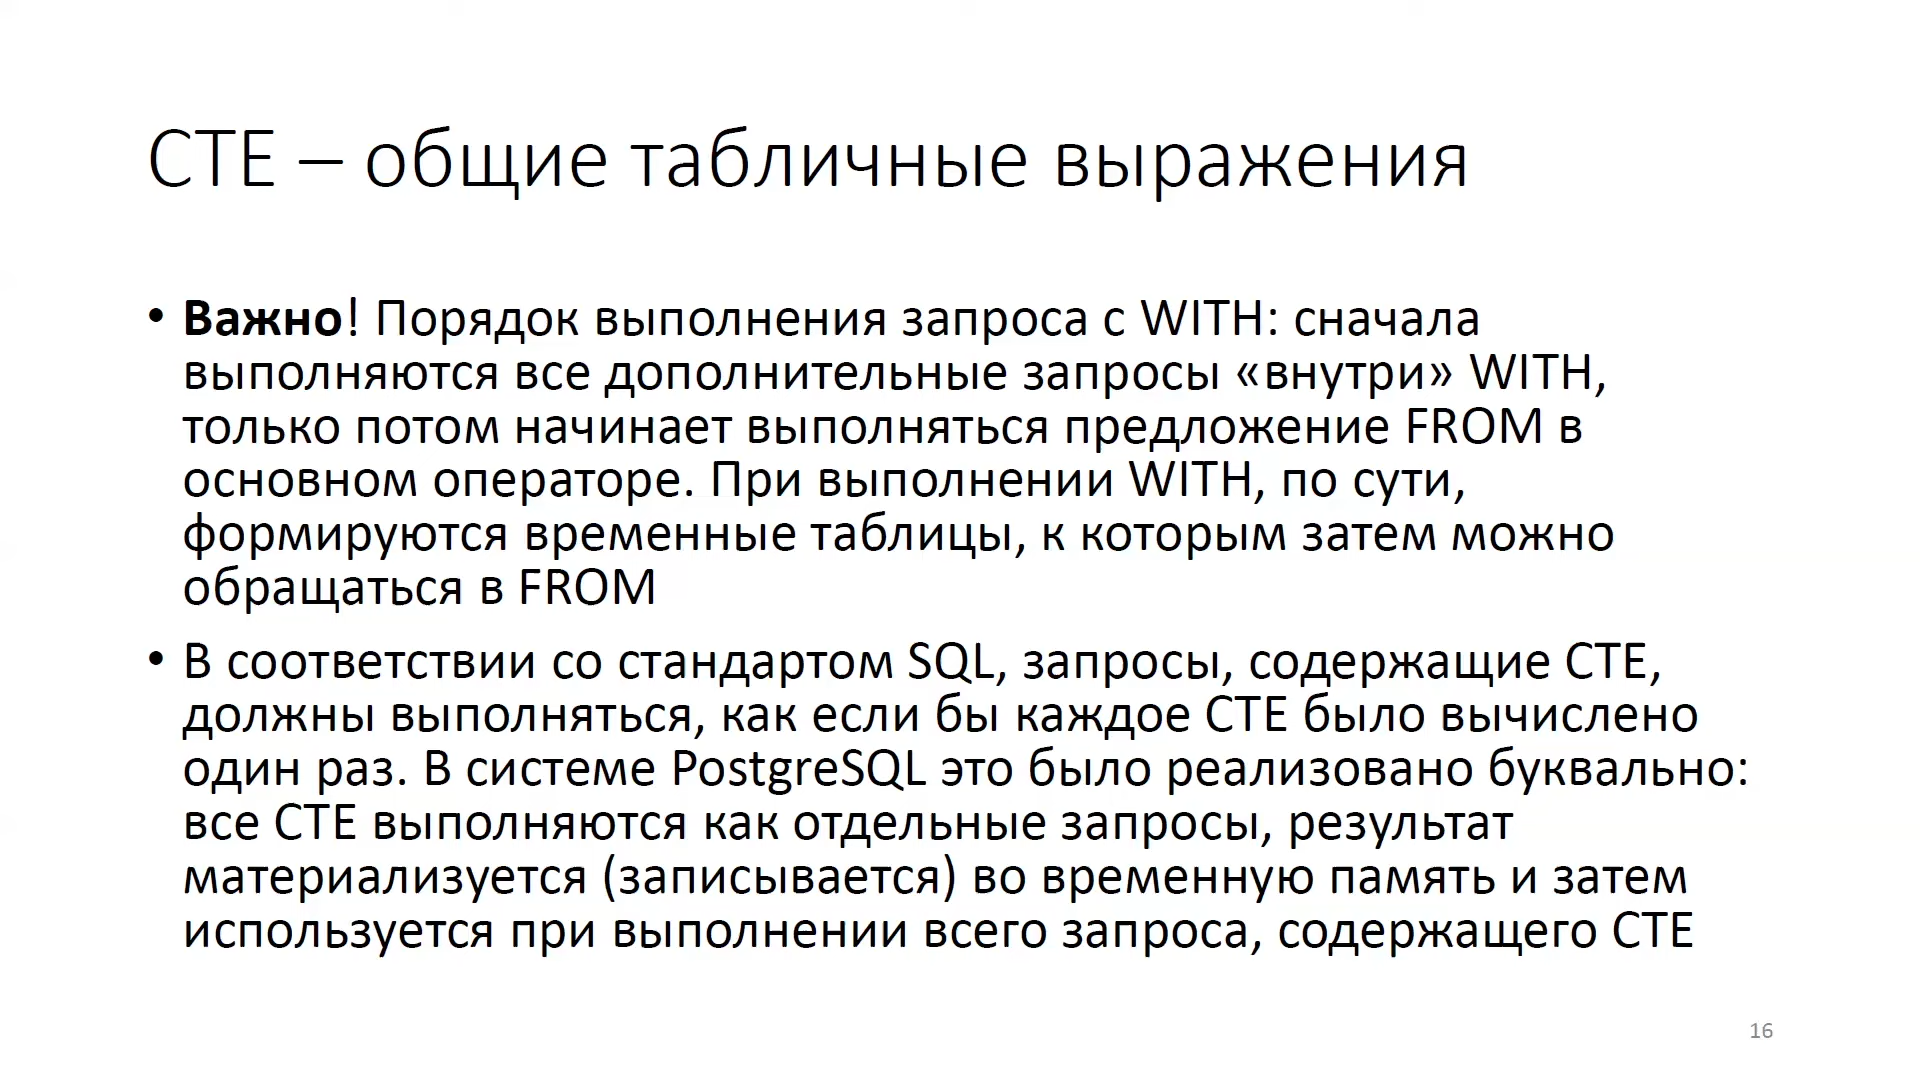 CTE – общие табличные выражения
• Важно! Порядок выполнения запроса с WITH: сначала
выполняются все дополнительные запросы «внутри» WITH,
только потом начинает выполняться предложение FROM в
основном операторе. При выполнении WITH, по сути,
формируются временные таблицы, к которым затем можно
обращаться в FROM
• В соответствии со стандартом SQL, запросы, содержащие CTE,
должны выполняться, как если бы каждое CTE было вычислено
один раз. В системе PostgreSQL это было реализовано буквально:
все CTE выполняются как отдельные запросы, результат
материализуется (записывается) во временную память и затем
используется при выполнении всего запроса, содержащего CTE
16